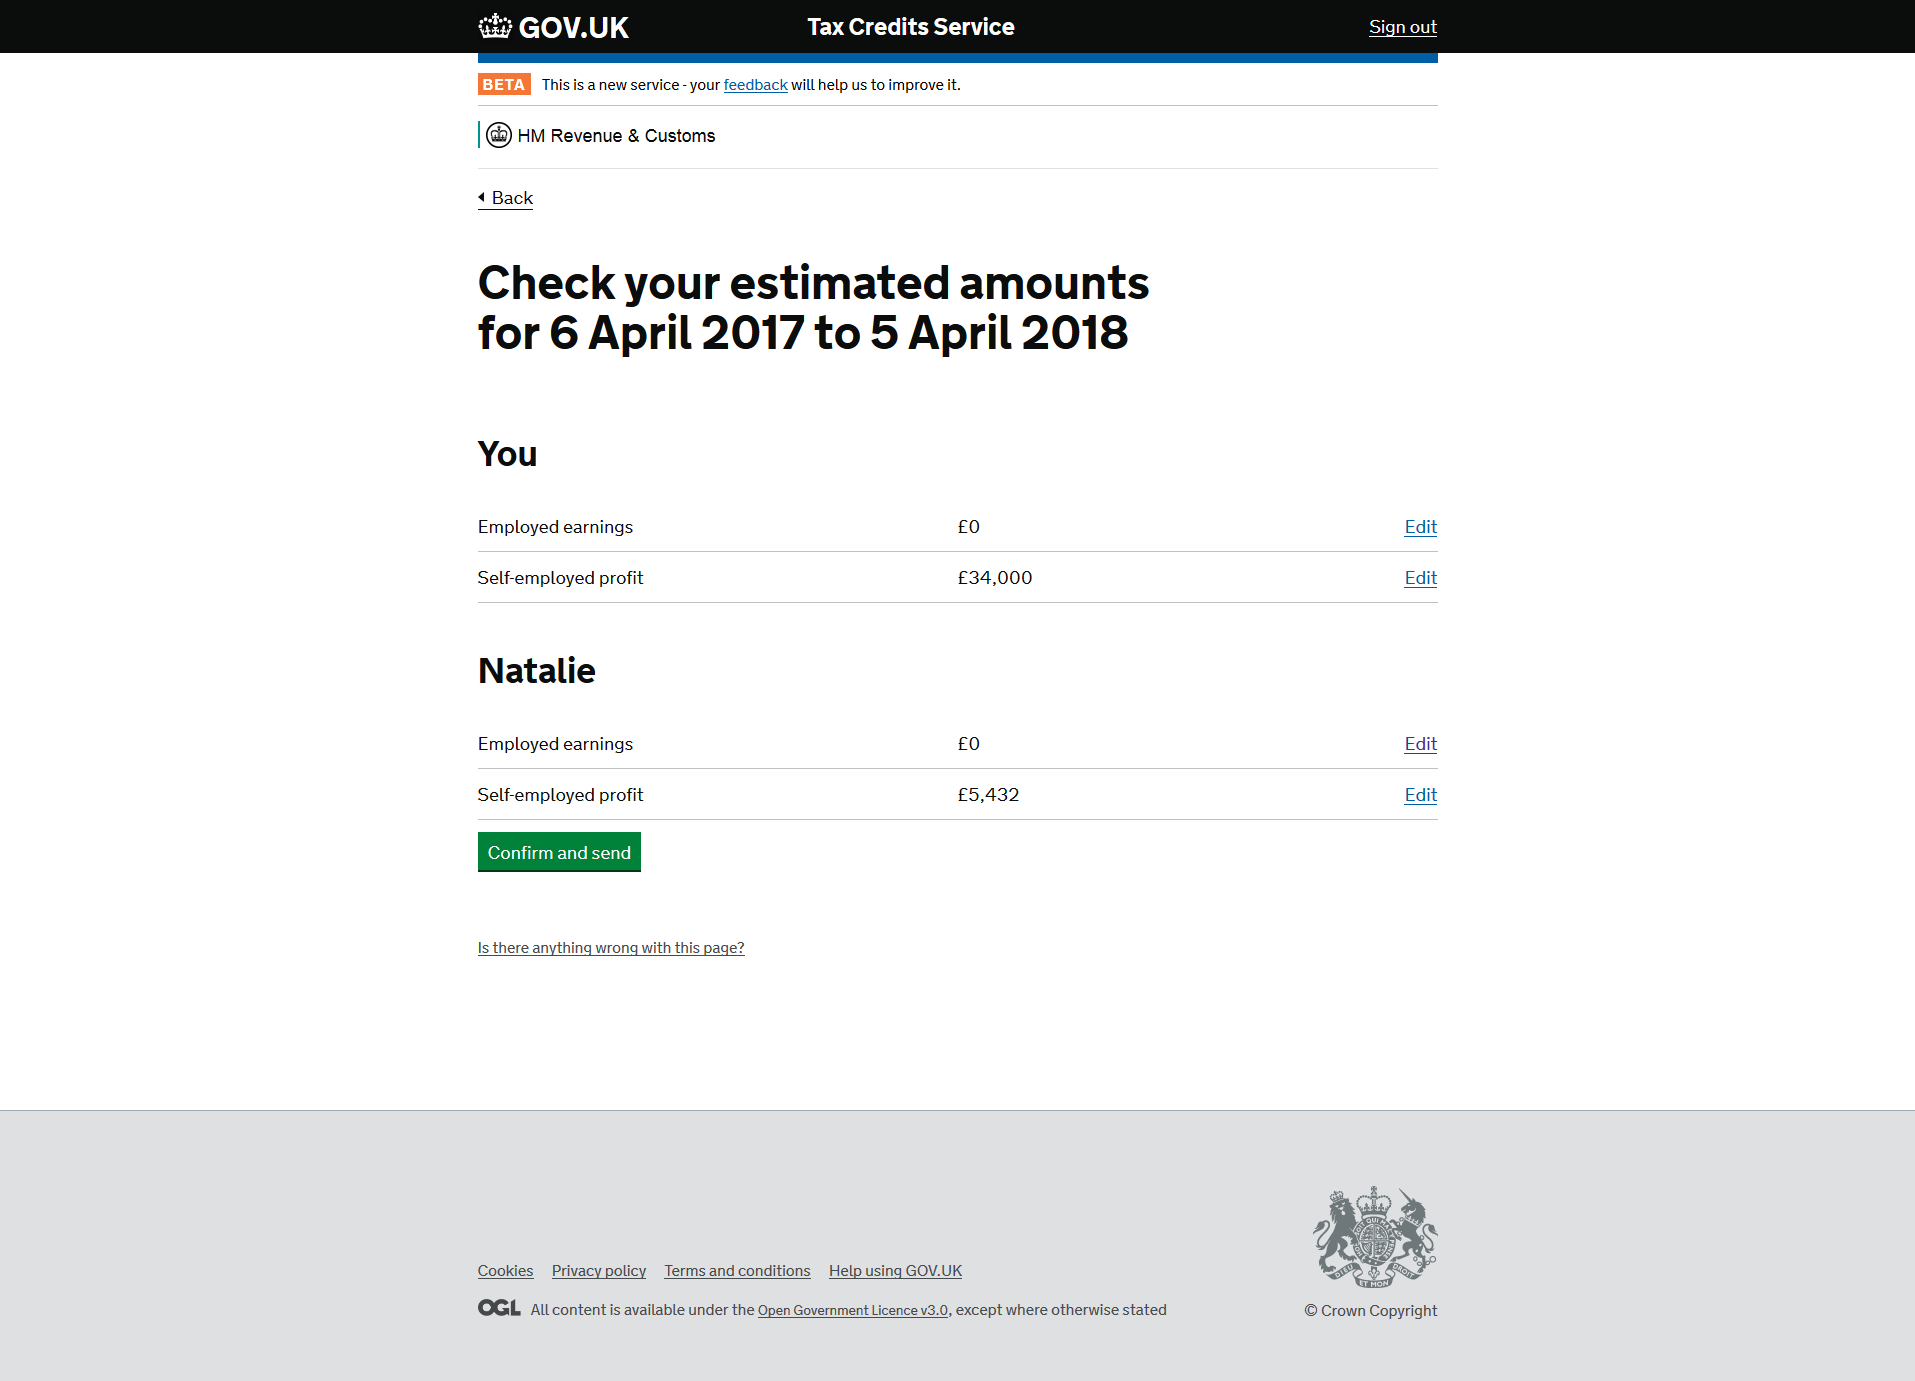 GOV.UK Tax Credits Service Sign out
BETA This is a new service - your feedback will help us to improve it.
HM Revenue & Customs
Back
Check your estimated amounts
for 6 April 2017 to 5 April 2018
You
Employed earnings £0 Edit
Self-employed profit £34,000 Edit
Natalie
Employed earnings £0 Edit
Self-employed profit £5,432 Edit
Confirm and send
Is there anything wrong with this page?
Cookies Privacy policy Terms and conditions Help using GOV.UK
OGL All content is available under the Open Government Licence v3.0, except where otherwise stated
DIEU ET MON DROIT
© Crown Copyright